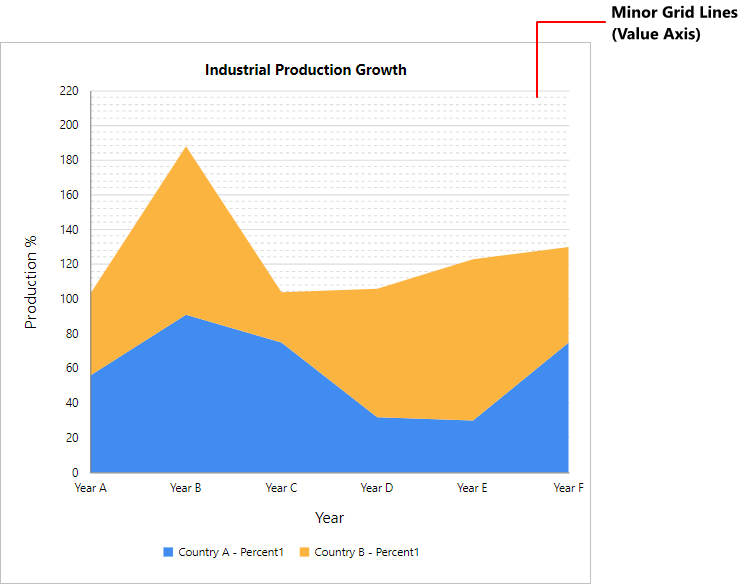 Minor Grid Lines
(Value Axis)
Industrial Production Growth
220
200
180
160
140
120
100
80
60
40
20
0
Production %
Year A Year B Year C Year D Year E Year F
Year
Country A - Percent1 Country B - Percent1